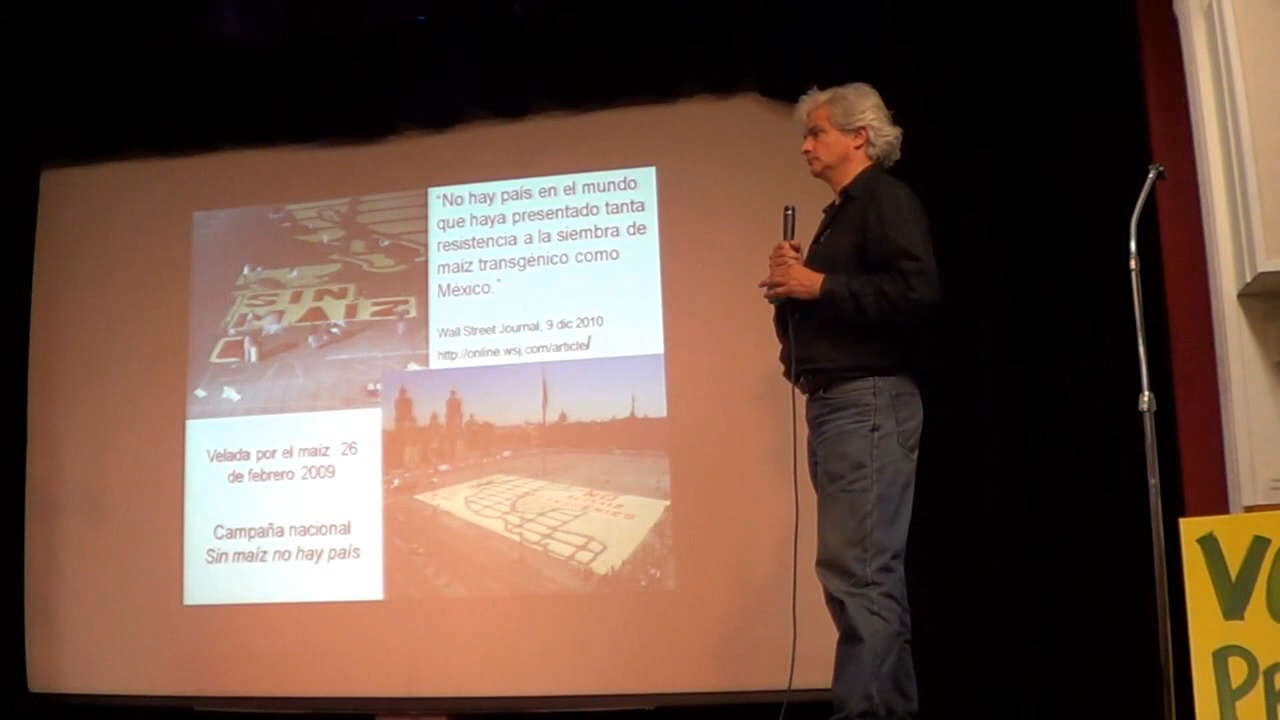 "No hay país en el mundo
que haya presentado tanta
resistencia a la siembra de
maíz transgénico como
México."
Wall Street Journal, 9 dic 2010
http://online.wsj.com/article/
SIN
MAÍZ
Velada por el maíz 26
de febrero 2009
Campaña nacional
Sin maíz no hay país
NO